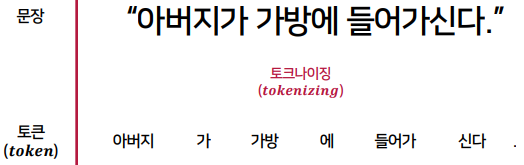 문장
“아버지가 가방에 들어가신다.”
토크나이징
(tokenizing)
토큰
(token)
아버지 가 가방 에 들어가 신다 .